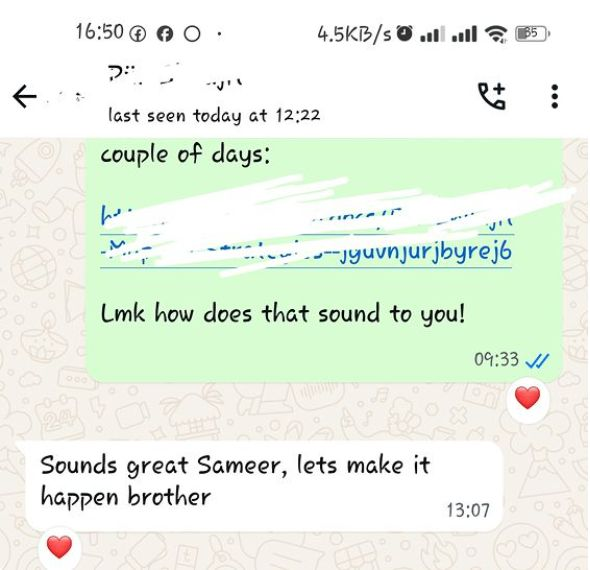 16:50
4.5KB/s
85
last seen today at 12:22
couple of days:
--jyuvnjurjbyrej6
Lmk how does that sound to you!
09:33
Sounds great Sameer, lets make it
happen brother
13:07